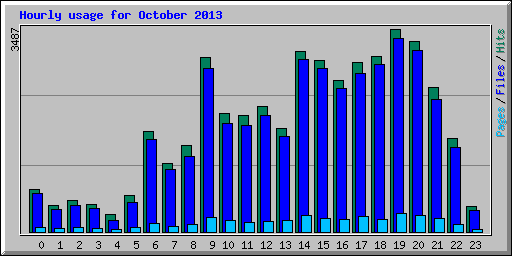 Hourly usage for October 2013
3487
Pages / Files / Hits
0 1 2 3 4 5 6 7 8 9 10 11 12 13 14 15 16 17 18 19 20 21 22 23